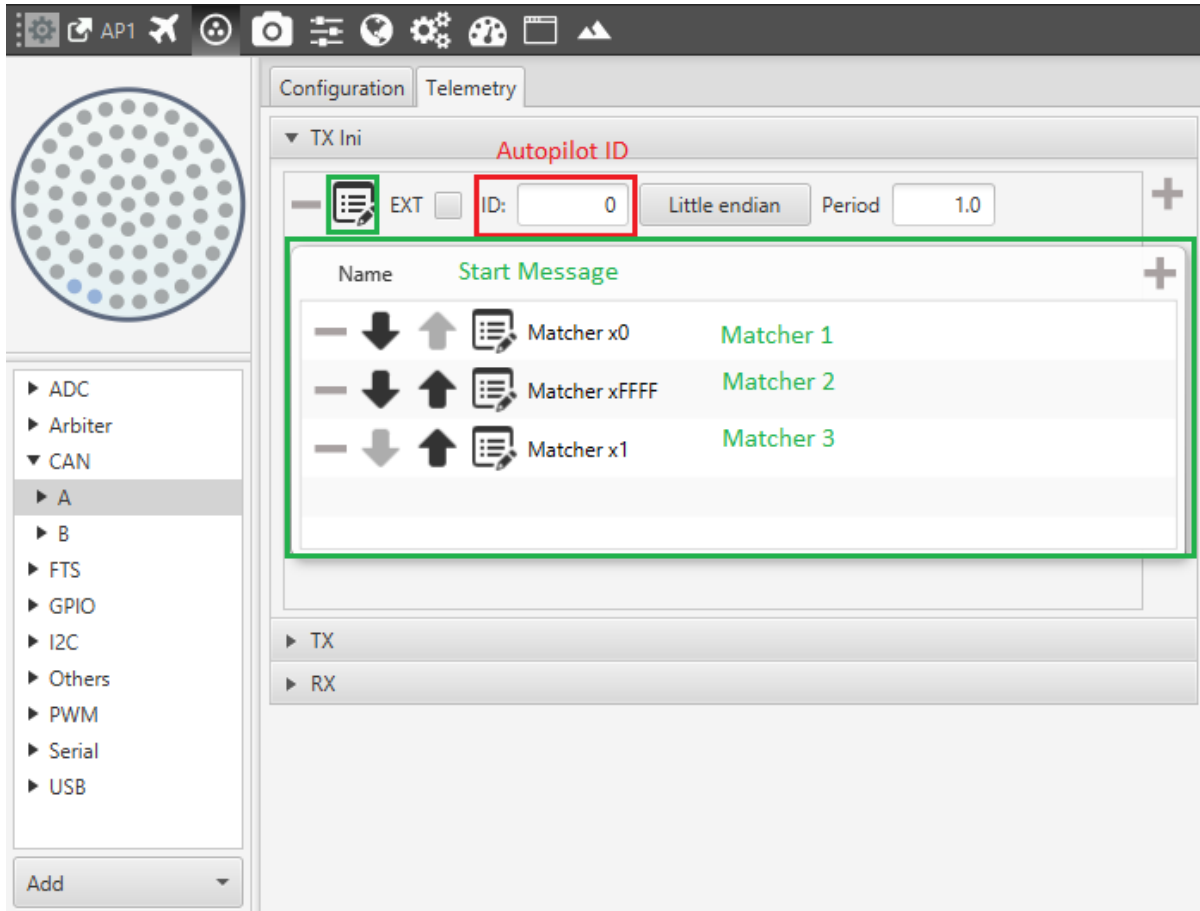 AP1
Configuration Telemetry
TX Ini
Autopilot ID
EXT ID: 0 Little endian Period 1.0
Name Start Message
Matcher x0 Matcher 1
Matcher xFFFF Matcher 2
Matcher x1 Matcher 3
TX
RX
ADC
Arbiter
CAN
A
B
FTS
GPIO
I2C
Others
PWM
Serial
USB
Add